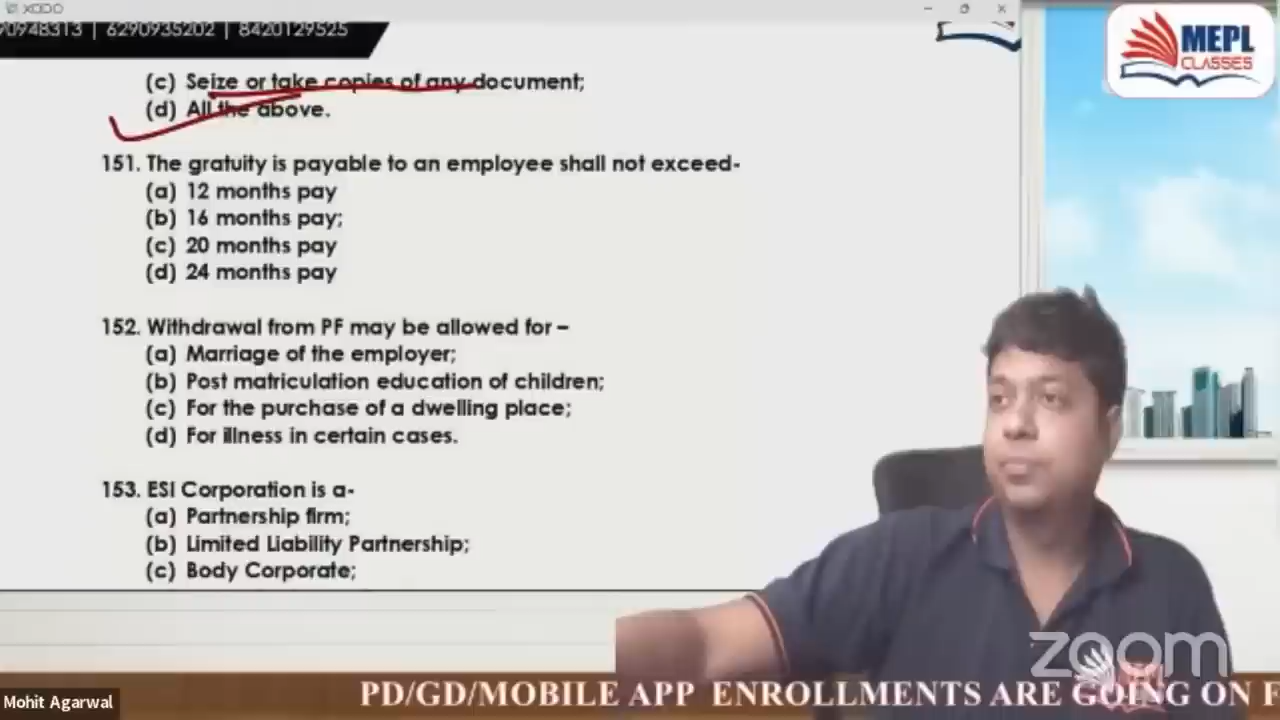 XODO
90948313 | 6290935202 | 8420129525
MEPL
CLASSES
(c) Seize or take copies of any document;
(d) All the above.
151. The gratuity is payable to an employee shall not exceed-
(a) 12 months pay
(b) 16 months pay;
(c) 20 months pay
(d) 24 months pay
152. Withdrawal from PF may be allowed for –
(a) Marriage of the employer;
(b) Post matriculation education of children;
(c) For the purchase of a dwelling place;
(d) For illness in certain cases.
153. ESI Corporation is a-
(a) Partnership firm;
(b) Limited Liability Partnership;
(c) Body Corporate;
zoom
Mohit Agarwal
PD/GD/MOBILE APP ENROLLMENTS ARE GOING ON F